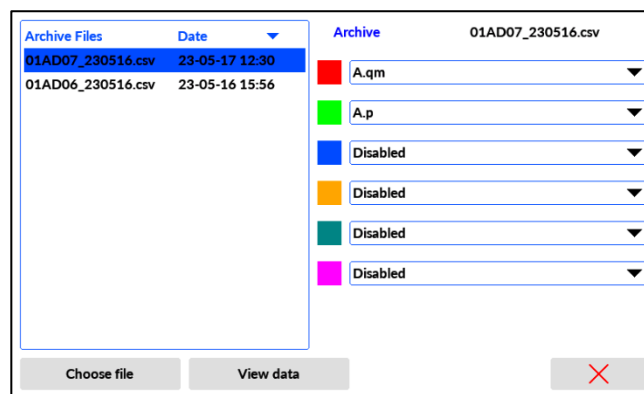 Archive Files Date
01AD07_230516.csv 23-05-17 12:30
01AD06_230516.csv 23-05-16 15:56
Archive 01AD07_230516.csv
A.qm
A.p
Disabled
Disabled
Disabled
Disabled
Choose file View data